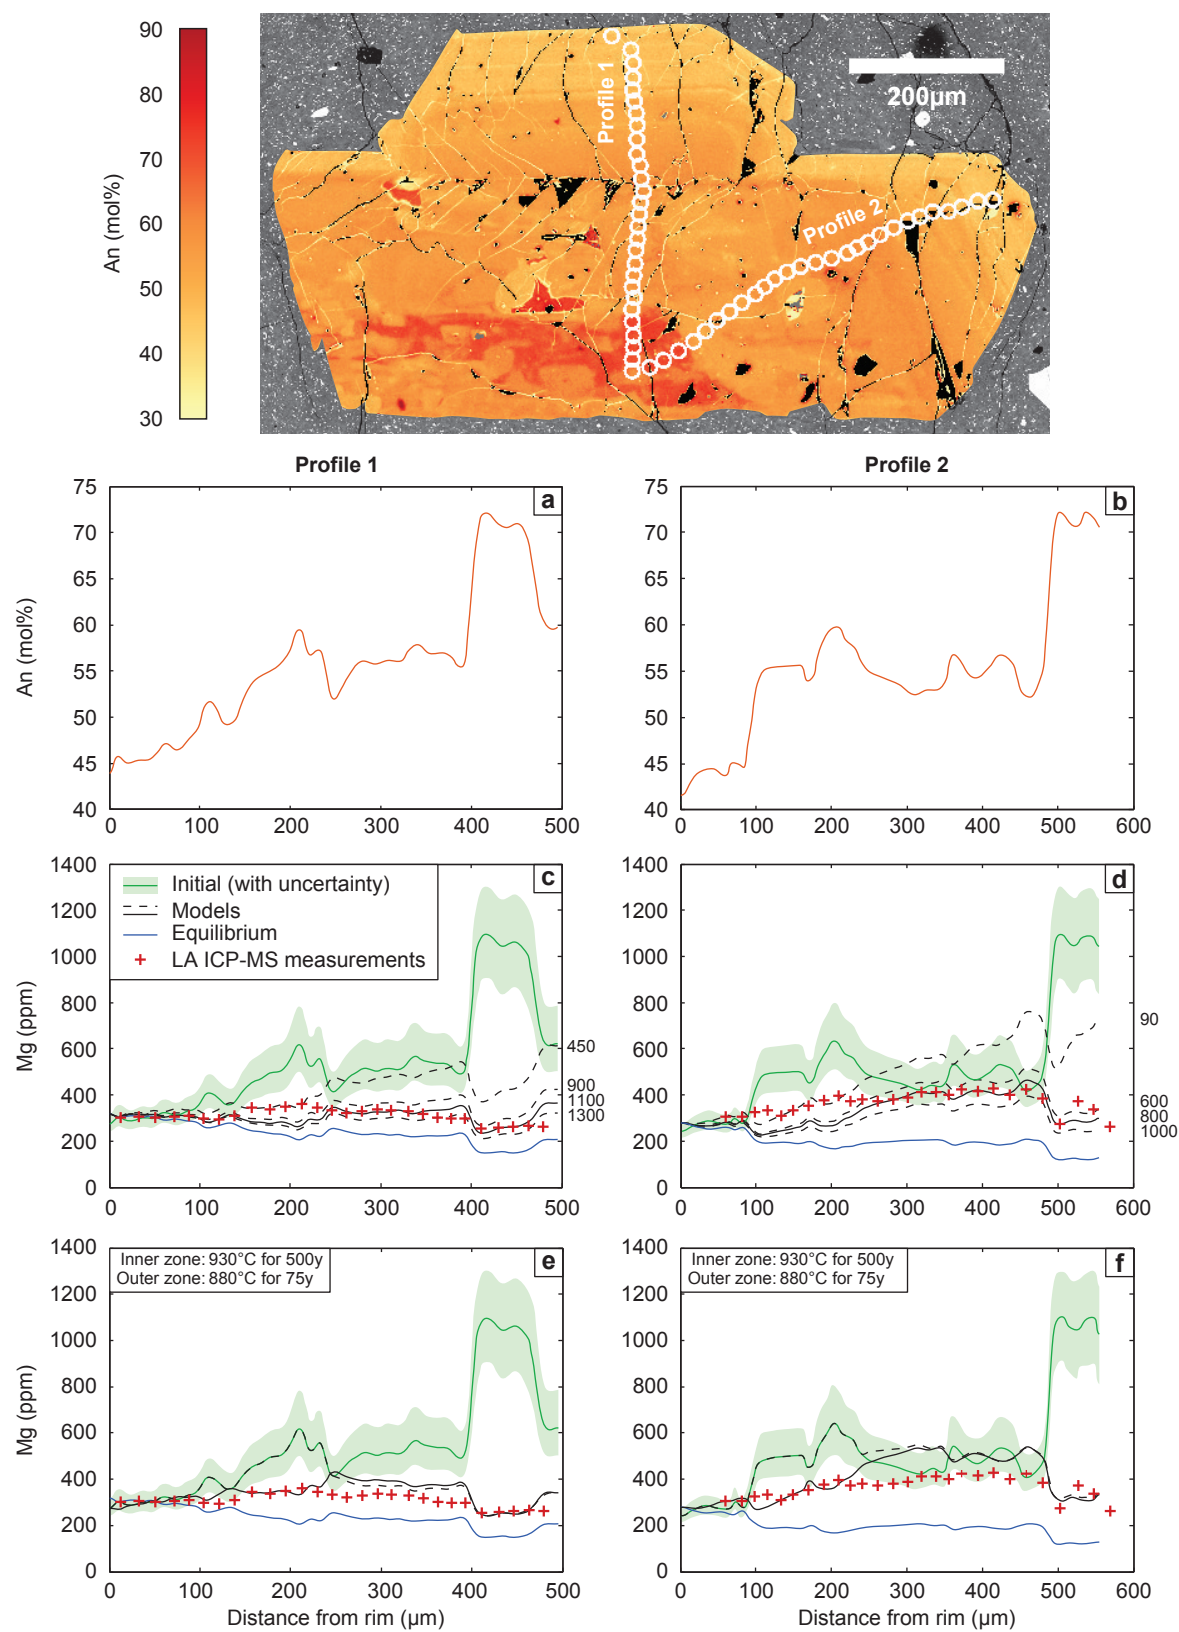 90
80
70
60
50
40
30
An (mol%)
Profile 1
Profile 2
200µm
Profile 1
Profile 2
a
75
70
65
60
55
50
45
40
An (mol%)
0 100 200 300 400 500
b
75
70
65
60
55
50
45
40
0 100 200 300 400 500 600
c
1400
1200
1000
800
600
400
200
0
Mg (ppm)
Initial (with uncertainty)
Models
Equilibrium
LA ICP-MS measurements
450
900
1100
1300
0 100 200 300 400 500
d
1400
1200
1000
800
600
400
200
0
90
600
800
1000
0 100 200 300 400 500 600
e
Inner zone: 930°C for 500y
Outer zone: 880°C for 75y
1400
1200
1000
800
600
400
200
0
Mg (ppm)
0 100 200 300 400 500
Distance from rim (µm)
f
Inner zone: 930°C for 500y
Outer zone: 880°C for 75y
1400
1200
1000
800
600
400
200
0
0 100 200 300 400 500 600
Distance from rim (µm)